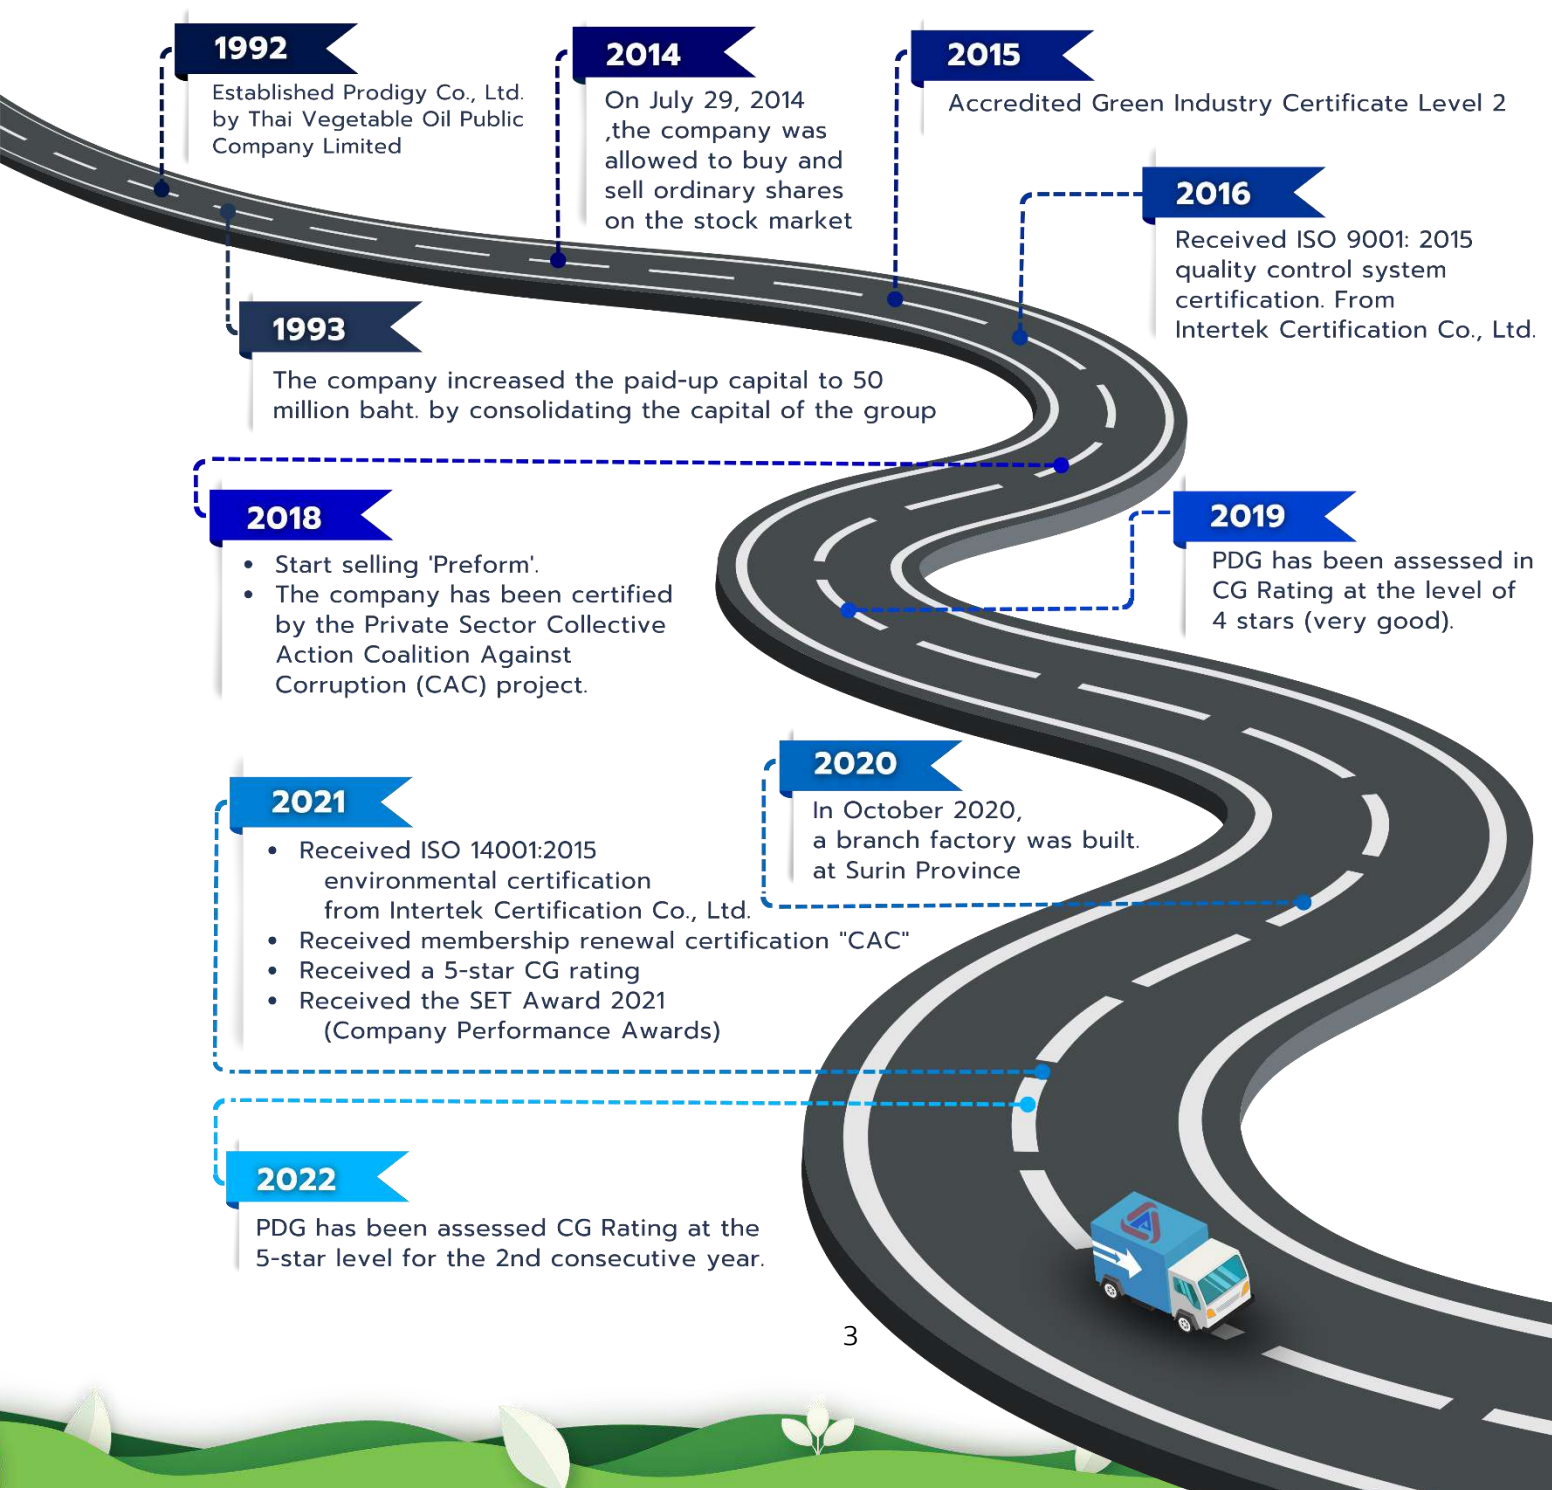 1992
Established Prodigy Co., Ltd.
by Thai Vegetable Oil Public
Company Limited
2014
On July 29, 2014
,the company was
allowed to buy and
sell ordinary shares
on the stock market
2015
Accredited Green Industry Certificate Level 2
2016
Received ISO 9001: 2015
quality control system
certification. From
Intertek Certification Co., Ltd.
1993
The company increased the paid-up capital to 50
million baht. by consolidating the capital of the group
2018
• Start selling 'Preform'.
• The company has been certified
by the Private Sector Collective
Action Coalition Against
Corruption (CAC) project.
2019
PDG has been assessed in
CG Rating at the level of
4 stars (very good).
2020
In October 2020,
a branch factory was built.
at Surin Province
2021
• Received ISO 14001:2015
environmental certification
from Intertek Certification Co., Ltd.
• Received membership renewal certification "CAC"
• Received a 5-star CG rating
• Received the SET Award 2021
(Company Performance Awards)
2022
PDG has been assessed CG Rating at the
5-star level for the 2nd consecutive year.
3